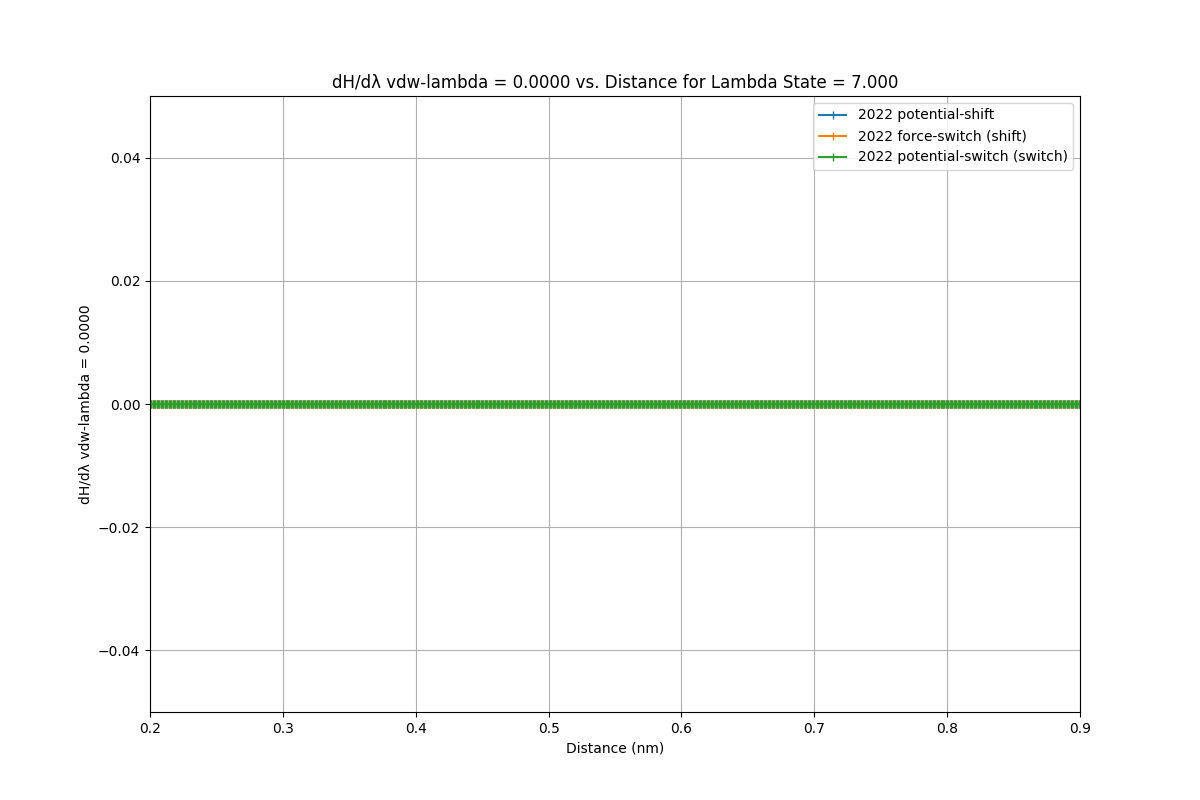 dH/dλ vdw-lambda = 0.0000 vs. Distance for Lambda State = 7.000
2022 potential-shift
2022 force-switch (shift)
2022 potential-switch (switch)
0.04
0.02
0.00
−0.02
−0.04
dH/dλ vdw-lambda = 0.0000
0.2 0.3 0.4 0.5 0.6 0.7 0.8 0.9
Distance (nm)